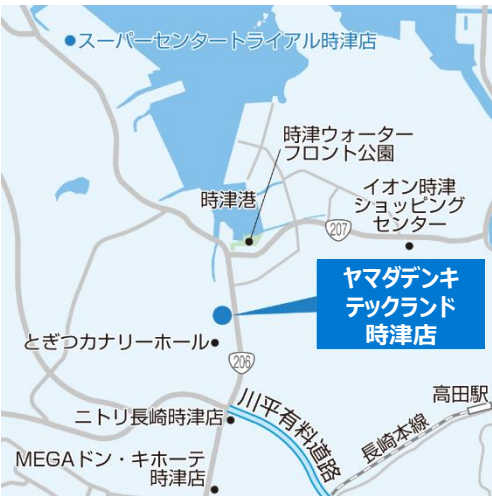 スーパーセンタートライアル時津店
時津ウォーター
フロント公園
時津港
イオン時津
ショッピング
センター
207
ヤマダデンキ
テックランド
時津店
とぎつカナリーホール
206
高田駅
川平有料道路
ニトリ長崎時津店
長崎本線
MEGAドン・キホーテ
時津店